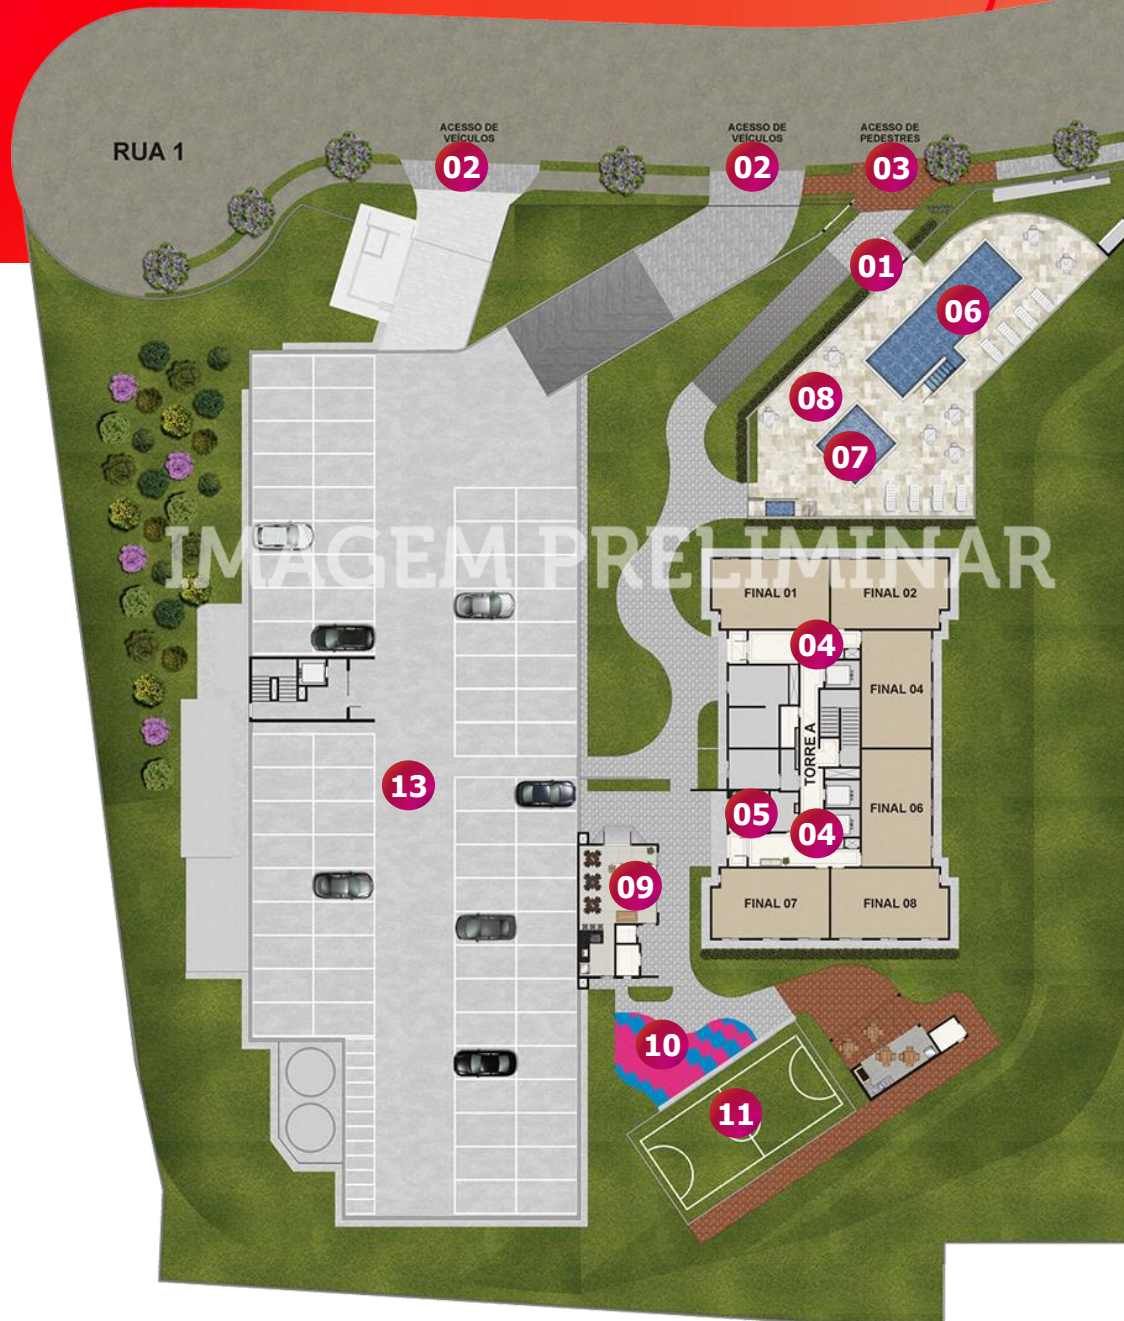 ACESSO DE
VEÍCULOS
02
ACESSO DE
VEÍCULOS
02
ACESSO DE
PEDESTRES
03
RUA 1
01
06
08
07
IMAGEM PRELIMINAR
FINAL 01
FINAL 02
04
FINAL 04
TORRE A
13
05
04
FINAL 06
09
FINAL 07
FINAL 08
10
11